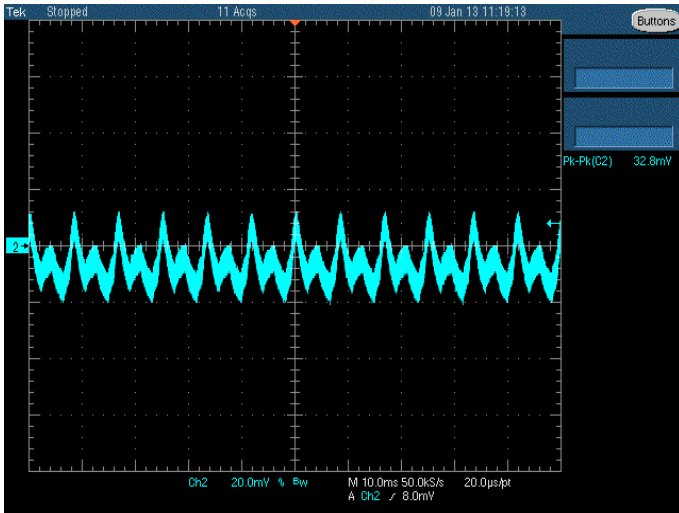 Tek Stopped 11 Acqs 09 Jan 13 11:19:13
Buttons
Pk-Pk(C2) 32.8mV
2
Ch2 20.0mV ∿ Bw M 10.0ms 50.0kS/s 20.0µs/pt
A Ch2 ∕ 8.0mV